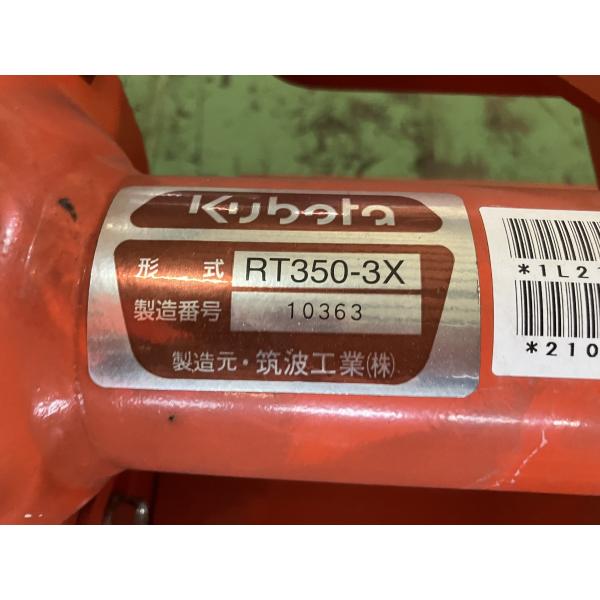 Kubota
形式 RT350-3X
製造番号 10363
製造元・筑波工業(株)
*1L21
*210